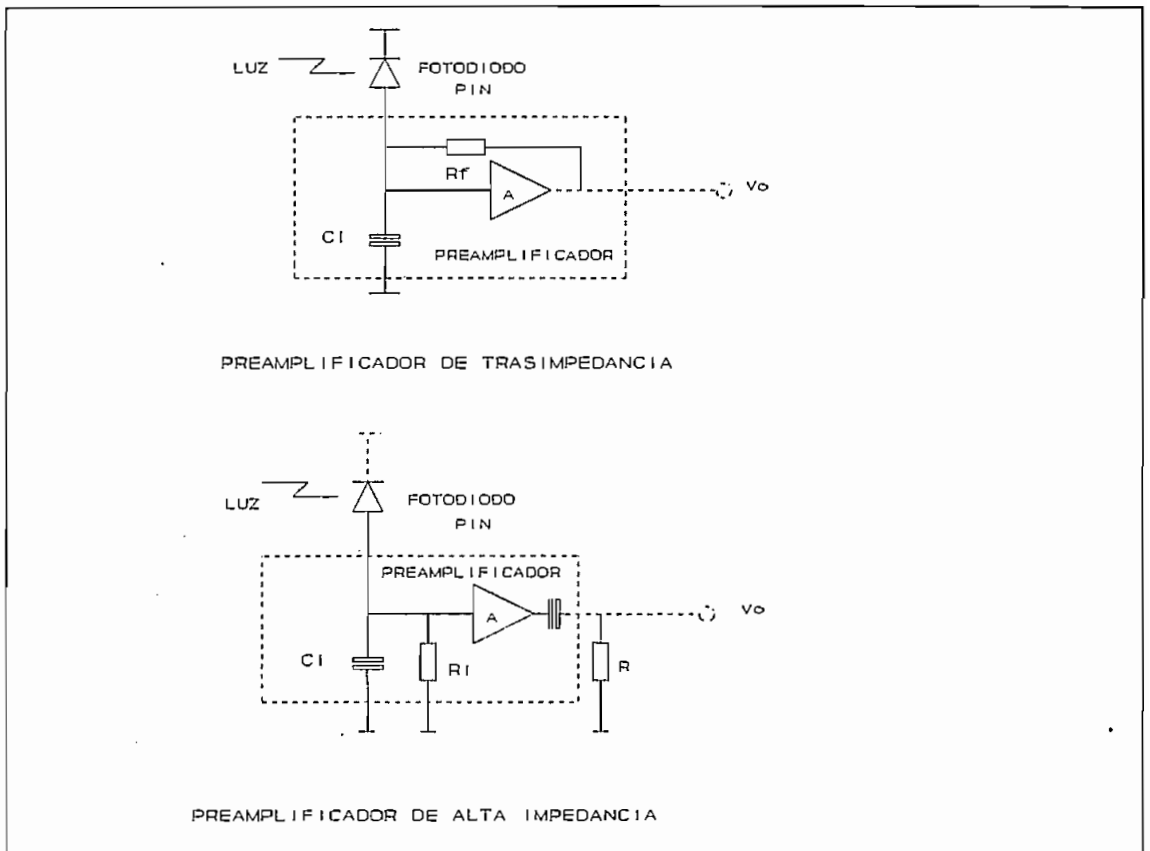 LUZ
FOTODIODO
PIN
Rf
A
Vo
CI
PREAMPLIFICADOR
PREAMPLIFICADOR DE TRASIMPEDANCIA
LUZ
FOTODIODO
PIN
PREAMPLIFICADOR
A
Vo
CI
RI
R
PREAMPLIFICADOR DE ALTA IMPEDANCIA